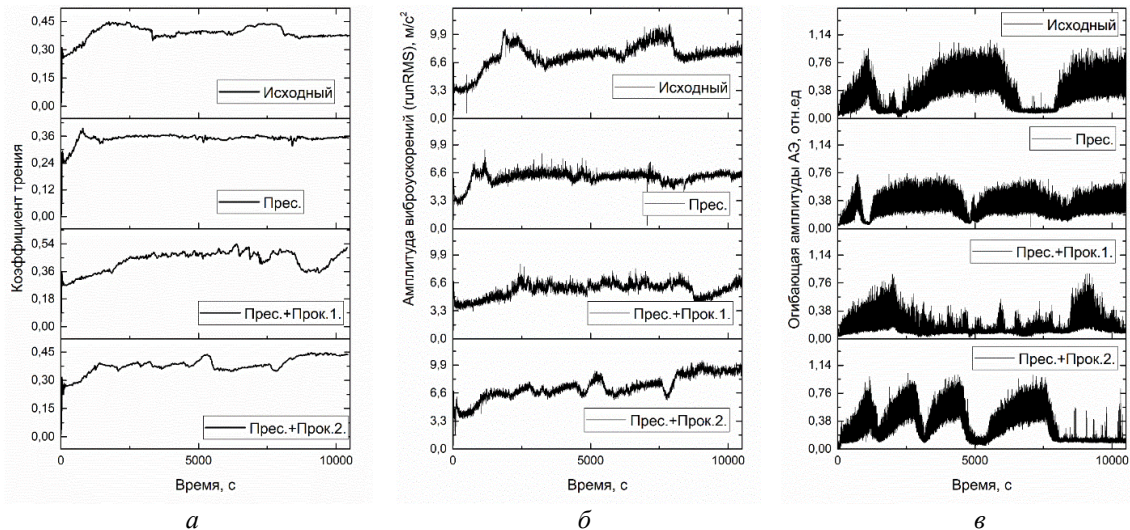 Коэффициент трения
0,45
0,30
0,15
0,00
Исходный
0,36
0,24
0,12
0,00
Прес.
0,54
0,36
0,18
0,00
Прес.+Прок.1.
0,45
0,30
0,15
0,00
Прес.+Прок.2.
0 5000 10000
Время, с
а
Амплитуда виброускорений (runRMS), м/с²
9,9
6,6
3,3
0,0
Исходный
9,9
6,6
3,3
0,0
Прес.
9,9
6,6
3,3
0,0
Прес.+Прок.1.
9,9
6,6
3,3
0,0
Прес.+Прок.2.
0 5000 10000
Время, с
б
Огибающая амплитуды АЭ, отн.ед
1,14
0,76
0,38
0,00
Исходный
1,14
0,76
0,38
0,00
Прес.
1,14
0,76
0,38
0,00
Прес.+Прок.1.
1,14
0,76
0,38
0,00
Прес.+Прок.2.
0 5000 10000
Время, с
в